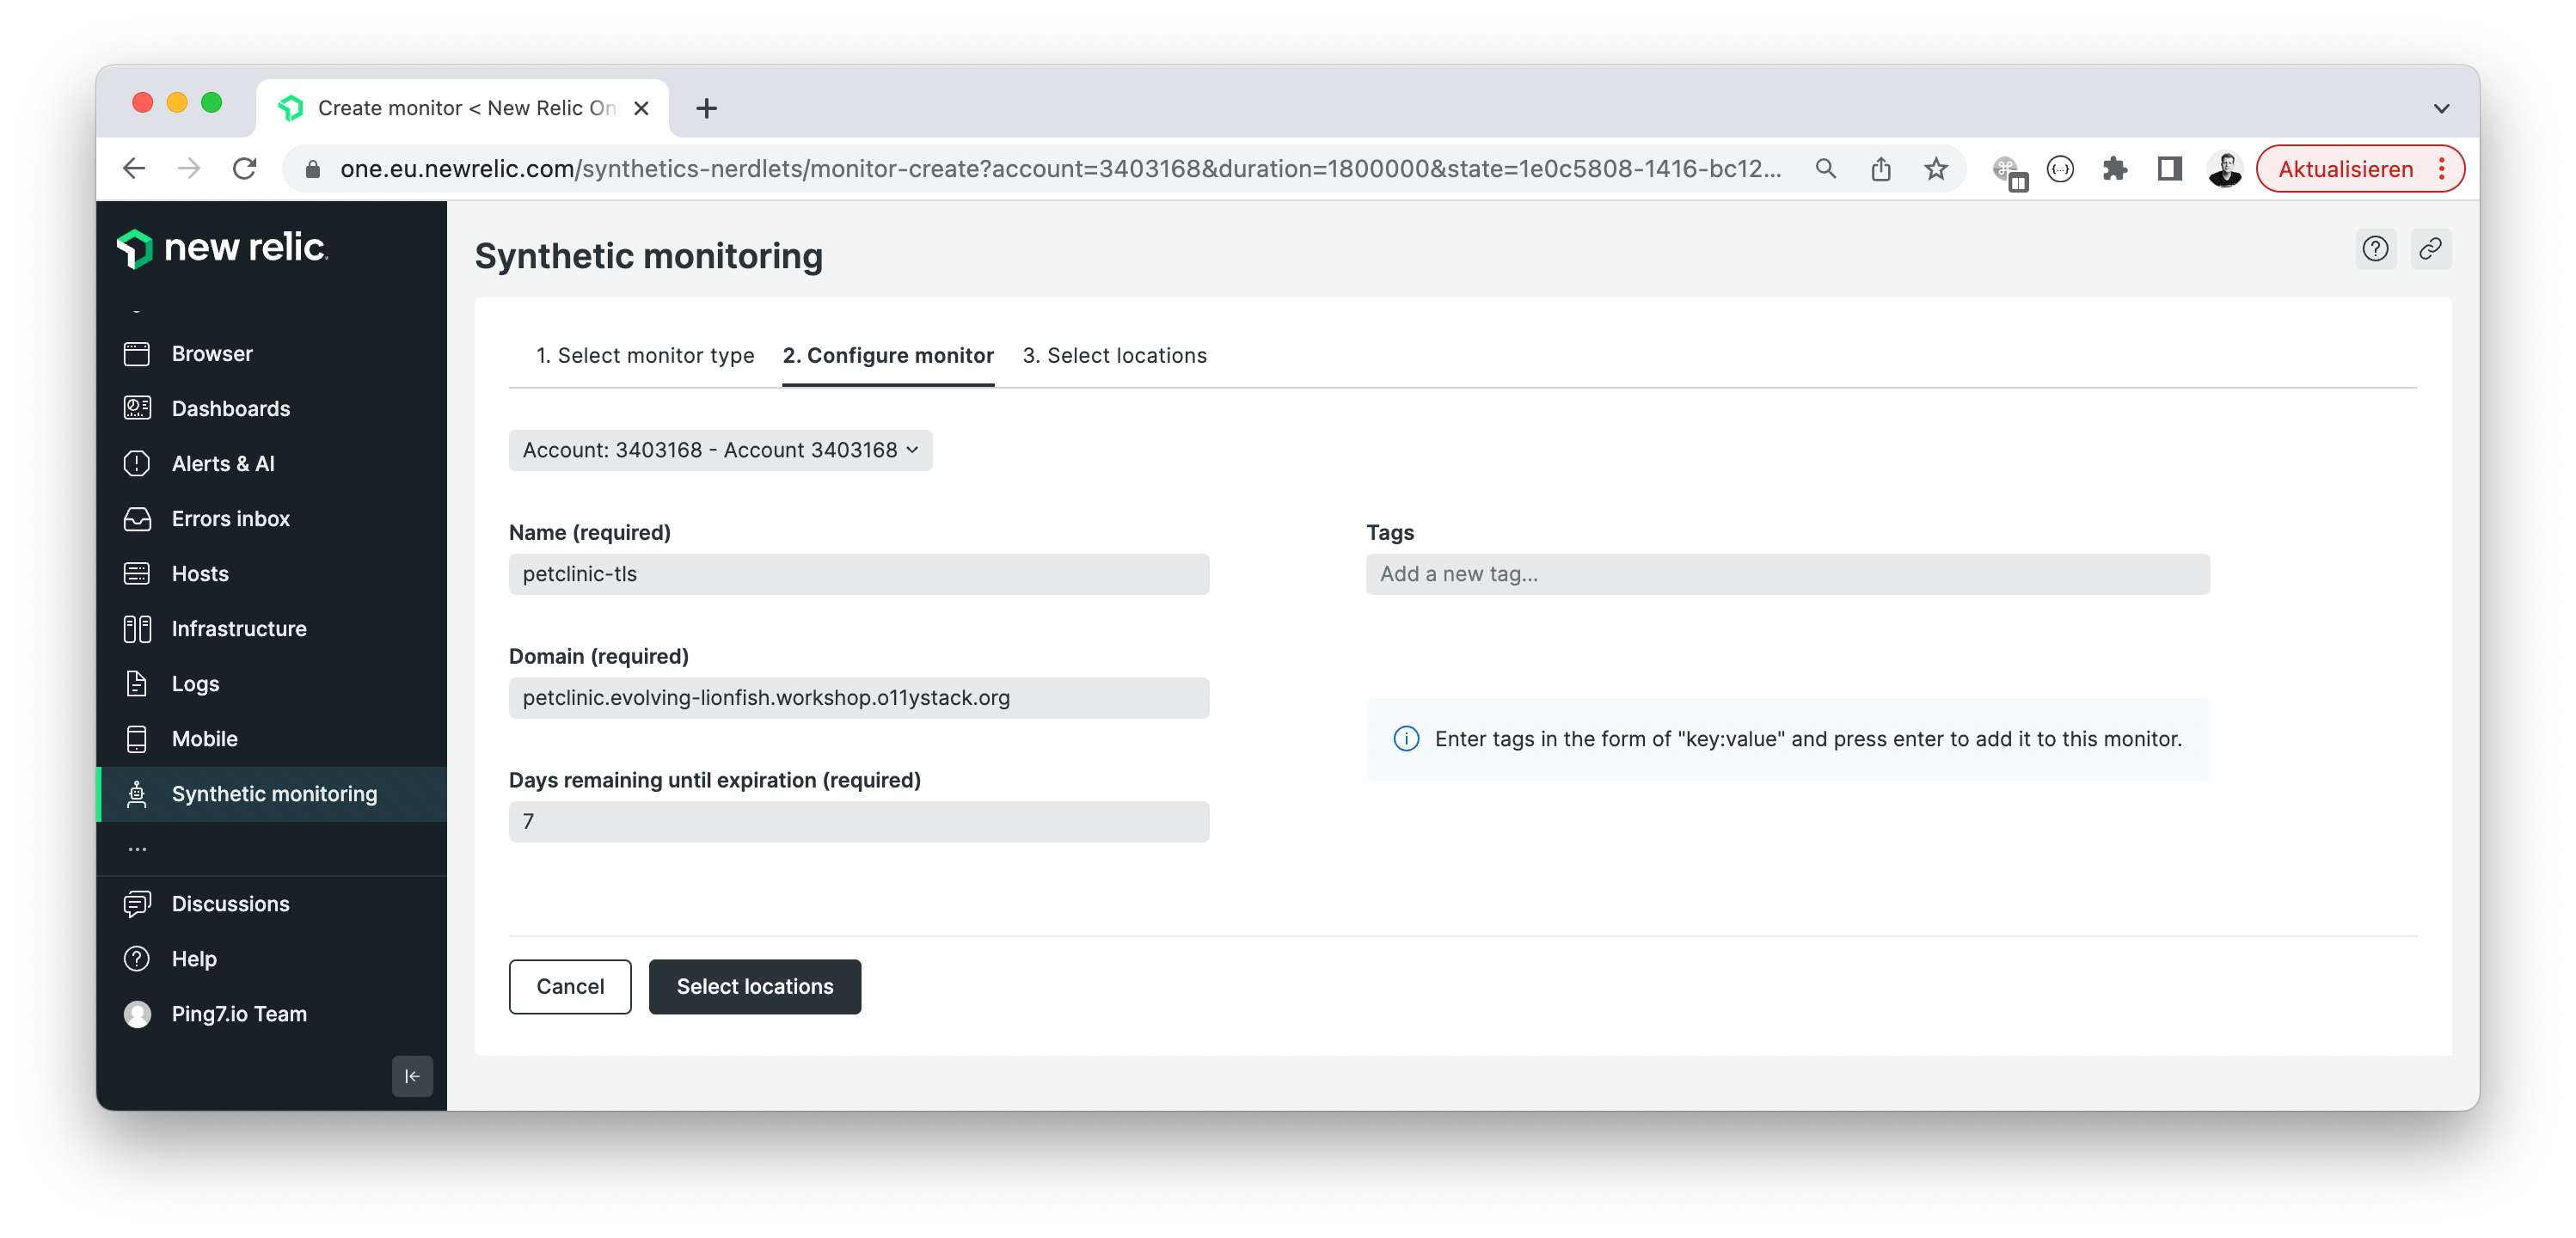 Create monitor < New Relic On
one.eu.newrelic.com/synthetics-nerdlets/monitor-create?account=3403168&duration=1800000&state=1e0c5808-1416-bc12...
Aktualisieren
new relic.
Synthetic monitoring
Browser
Dashboards
Alerts & AI
Errors inbox
Hosts
Infrastructure
Logs
Mobile
Synthetic monitoring
...
Discussions
Help
Ping7.io Team
1. Select monitor type
2. Configure monitor
3. Select locations
Account: 3403168 - Account 3403168
Name (required)
petclinic-tls
Domain (required)
petclinic.evolving-lionfish.workshop.o11ystack.org
Days remaining until expiration (required)
7
Tags
Add a new tag...
Enter tags in the form of "key:value" and press enter to add it to this monitor.
Cancel
Select locations